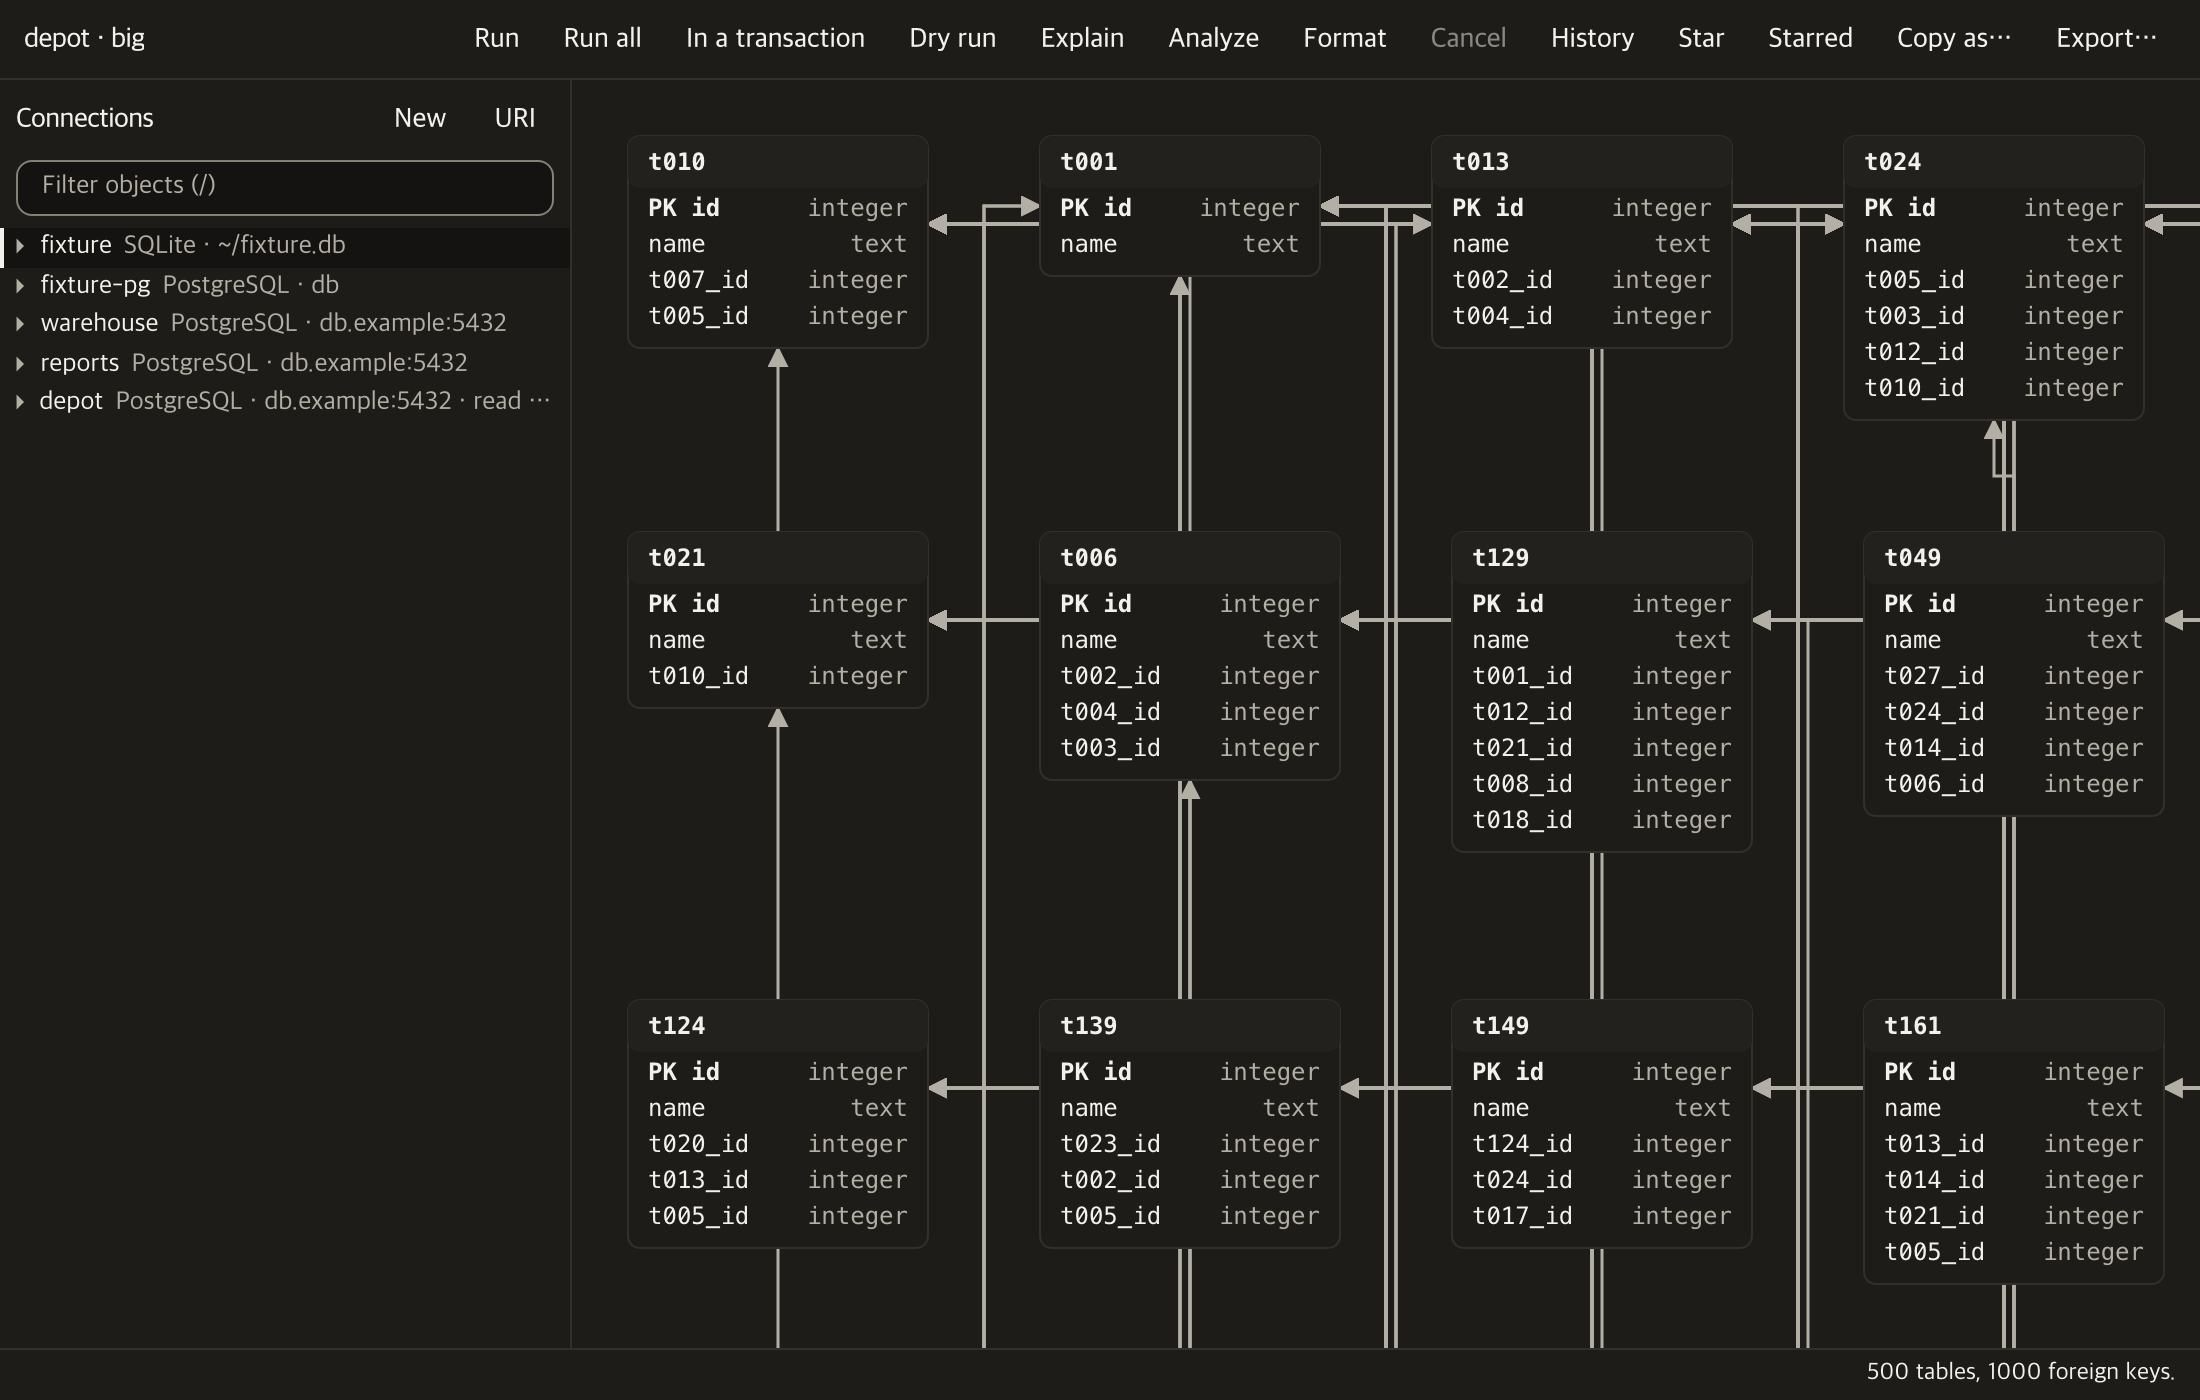 depot · big Run Run all In a transaction Dry run Explain Analyze Format Cancel History Star Starred Copy as… Export…
Connections New URI
Filter objects (/)
fixture SQLite · ~/fixture.db
fixture-pg PostgreSQL · db
warehouse PostgreSQL · db.example:5432
reports PostgreSQL · db.example:5432
depot PostgreSQL · db.example:5432 · read …
t010
PK id integer
name text
t007_id integer
t005_id integer
t001
PK id integer
name text
t013
PK id integer
name text
t002_id integer
t004_id integer
t024
PK id integer
name text
t005_id integer
t003_id integer
t012_id integer
t010_id integer
t021
PK id integer
name text
t010_id integer
t006
PK id integer
name text
t002_id integer
t004_id integer
t003_id integer
t129
PK id integer
name text
t001_id integer
t012_id integer
t021_id integer
t008_id integer
t018_id integer
t049
PK id integer
name text
t027_id integer
t024_id integer
t014_id integer
t006_id integer
t124
PK id integer
name text
t020_id integer
t013_id integer
t005_id integer
t139
PK id integer
name text
t023_id integer
t002_id integer
t005_id integer
t149
PK id integer
name text
t124_id integer
t024_id integer
t017_id integer
t161
PK id integer
name text
t013_id integer
t014_id integer
t021_id integer
t005_id integer
500 tables, 1000 foreign keys.